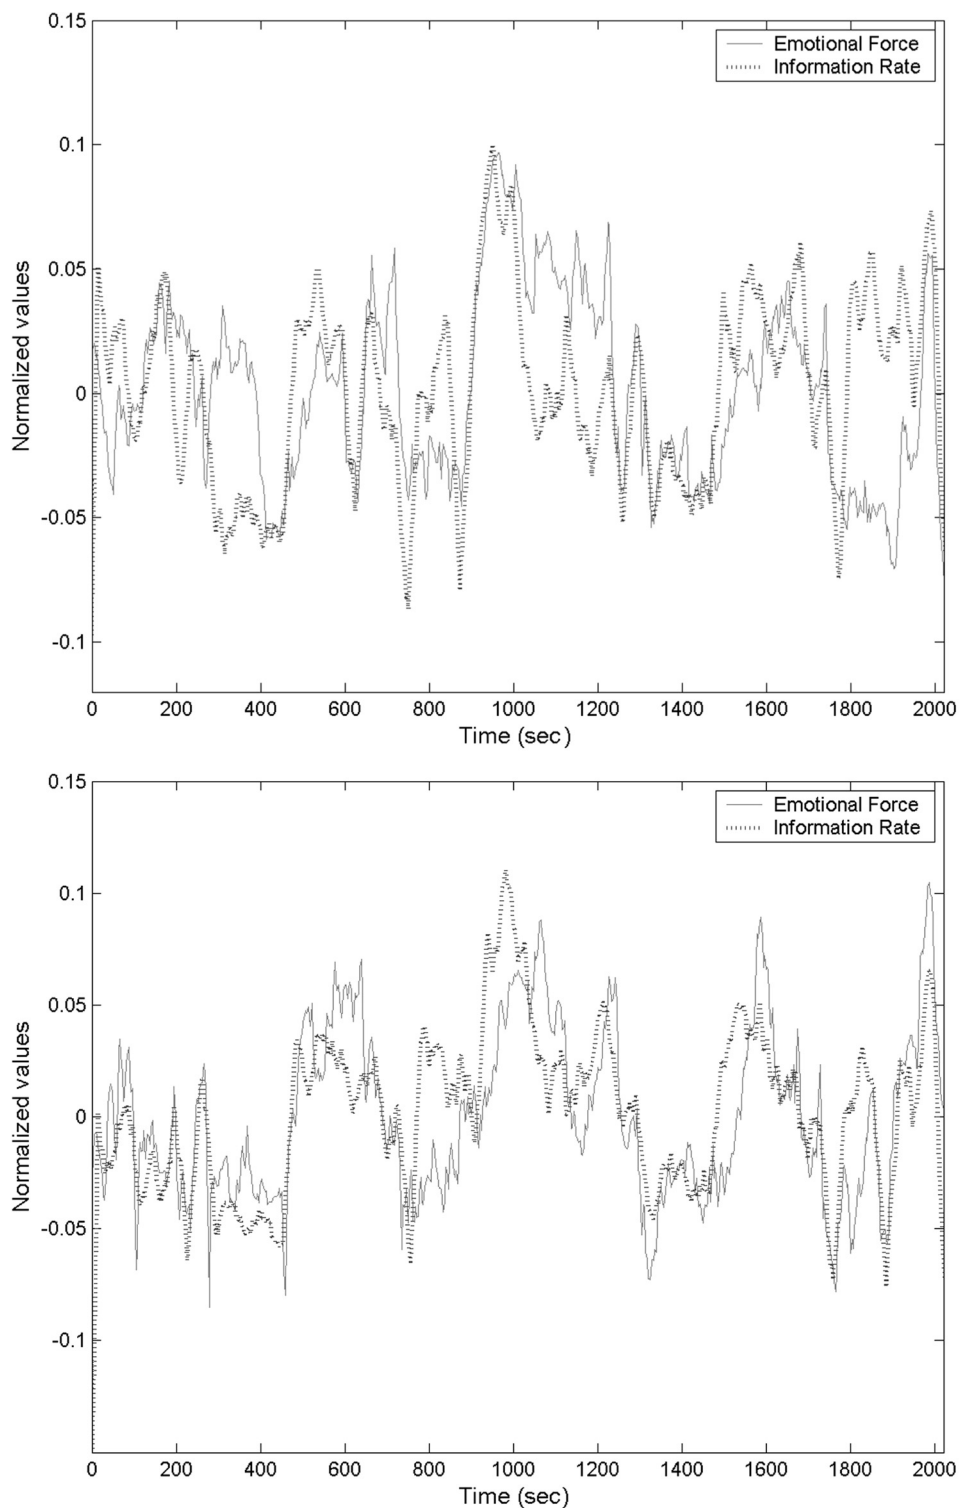 0.15
Emotional Force
Information Rate
0.1
0.05
Normalized values
0
-0.05
-0.1
0 200 400 600 800 1000 1200 1400 1600 1800 2000
Time (sec)
0.15
Emotional Force
Information Rate
0.1
0.05
Normalized values
0
-0.05
-0.1
0 200 400 600 800 1000 1200 1400 1600 1800 2000
Time (sec)